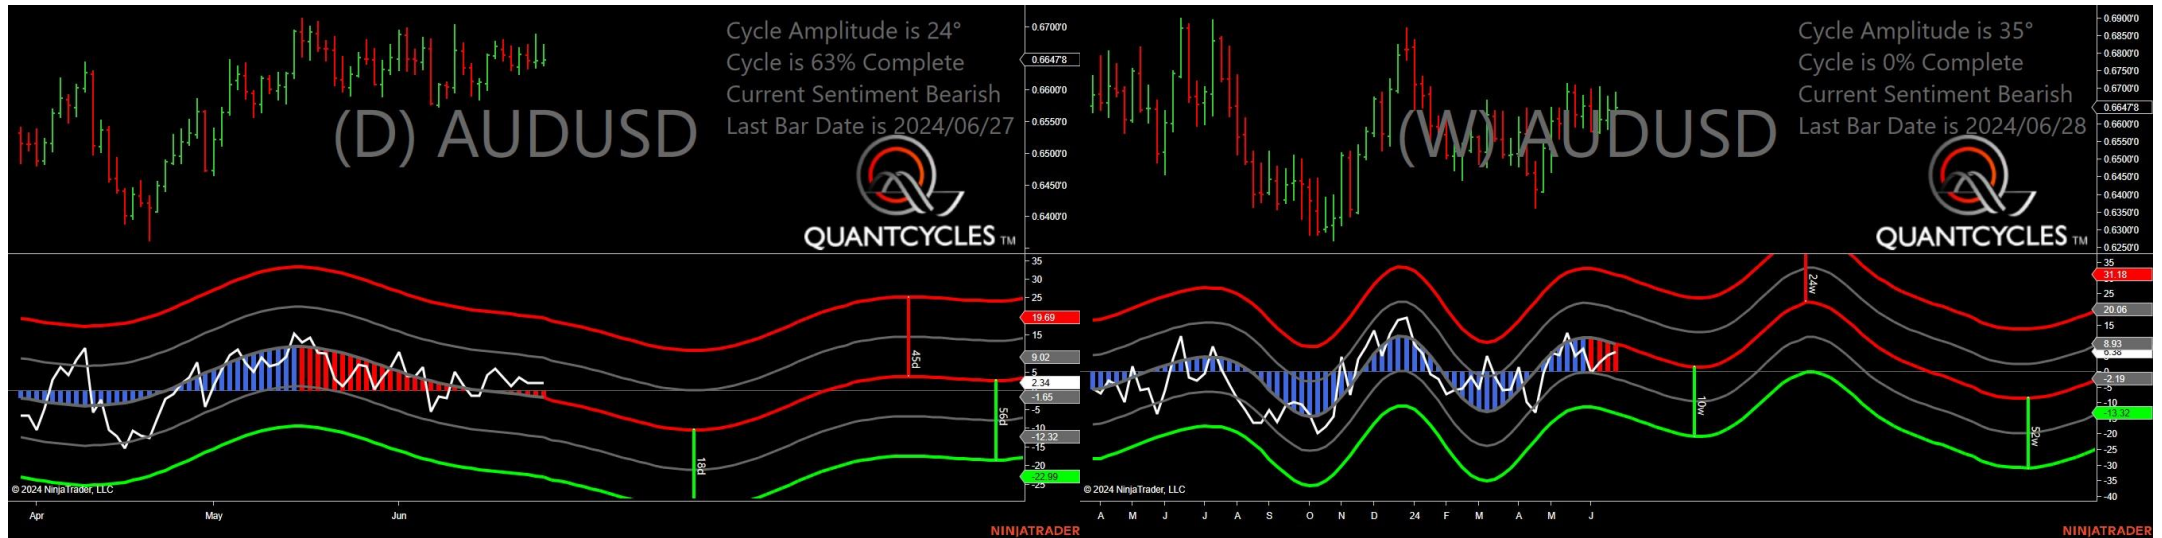 Cycle Amplitude is 24°
Cycle is 63% Complete
Current Sentiment Bearish
Last Bar Date is 2024/06/27
(D) AUDUSD
QUANTCYCLES TM
0.6700'0
0.6647'8
0.6600'0
0.6550'0
0.6500'0
0.6450'0
0.6400'0
35
30
25
19.69
15
9.02
5
2.34
-1.65
-5
-10
-12.32
-15
-20
-22.99
-25
45d
56d
18d
© 2024 NinjaTrader, LLC
Apr May Jun
NINJATRADER
Cycle Amplitude is 35°
Cycle is 0% Complete
Current Sentiment Bearish
Last Bar Date is 2024/06/28
(W) AUDUSD
QUANTCYCLES TM
0.6900'0
0.6850'0
0.6800'0
0.6750'0
0.6700'0
0.6647'8
0.6600'0
0.6550'0
0.6500'0
0.6450'0
0.6400'0
0.6350'0
0.6300'0
0.6250'0
35
31.18
25
20.06
15
8.93
6.38
-2.19
-10
-13.32
-20
-25
-30
-35
-40
24w
10w
52w
© 2024 NinjaTrader, LLC
A M J J A S O N D 24 F M A M J
NINJATRADER